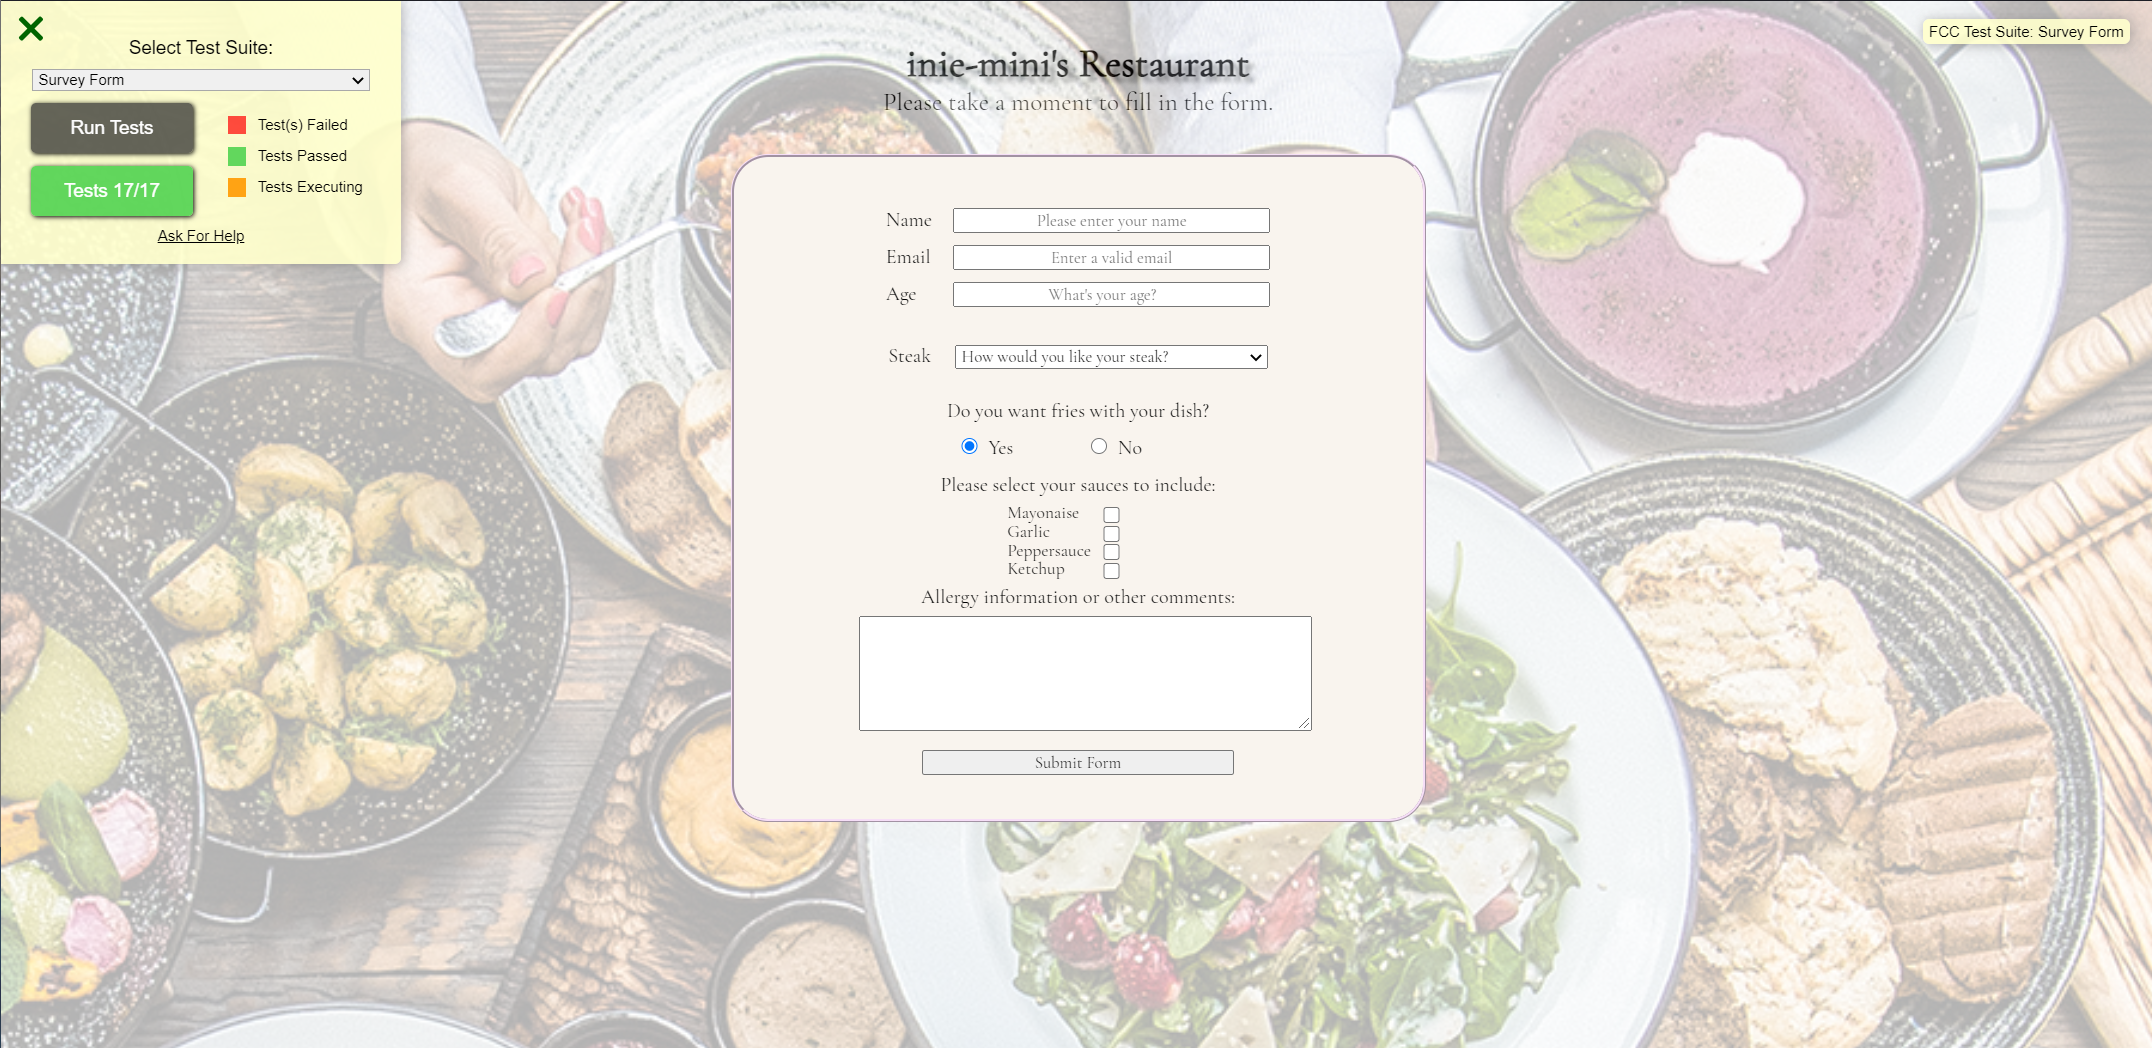 Select Test Suite:
Survey Form
Run Tests
Tests 17/17
Test(s) Failed
Tests Passed
Tests Executing
Ask For Help
FCC Test Suite: Survey Form
inie-mini's Restaurant
Please take a moment to fill in the form.
Name Please enter your name
Email Enter a valid email
Age What's your age?
Steak How would you like your steak?
Do you want fries with your dish?
Yes No
Please select your sauces to include:
Mayonaise
Garlic
Peppersauce
Ketchup
Allergy information or other comments:
Submit Form